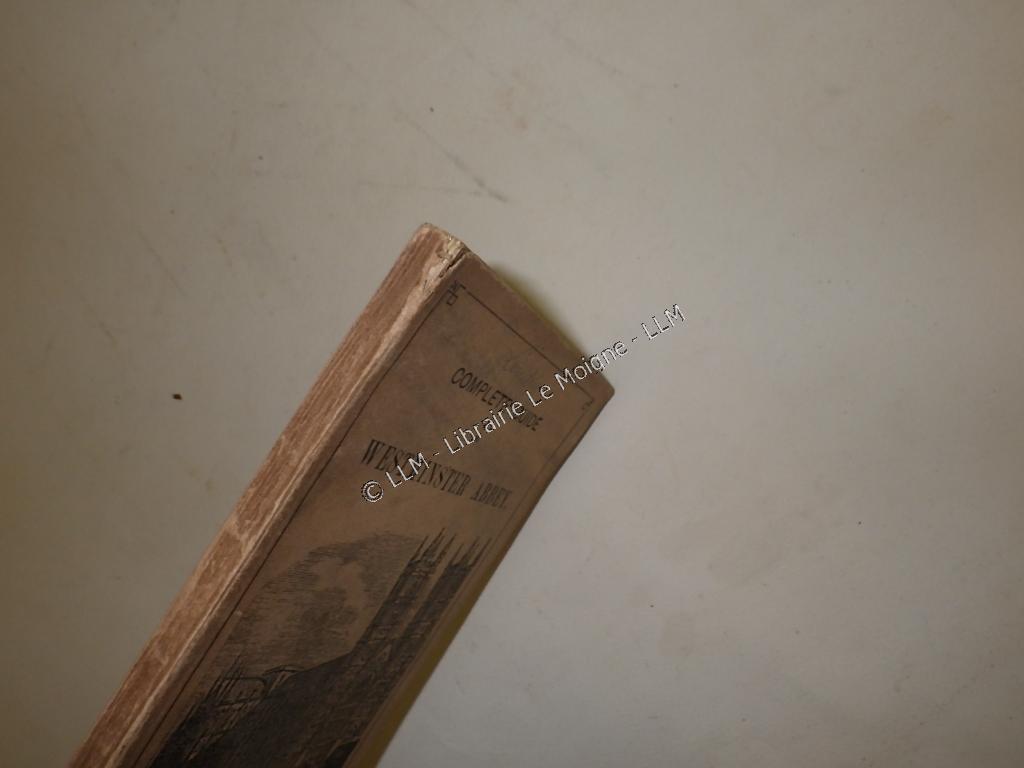 COMPLETE GUIDE
WESTMINSTER ABBEY.
© LLM - Librairie Le Moigne - LLM